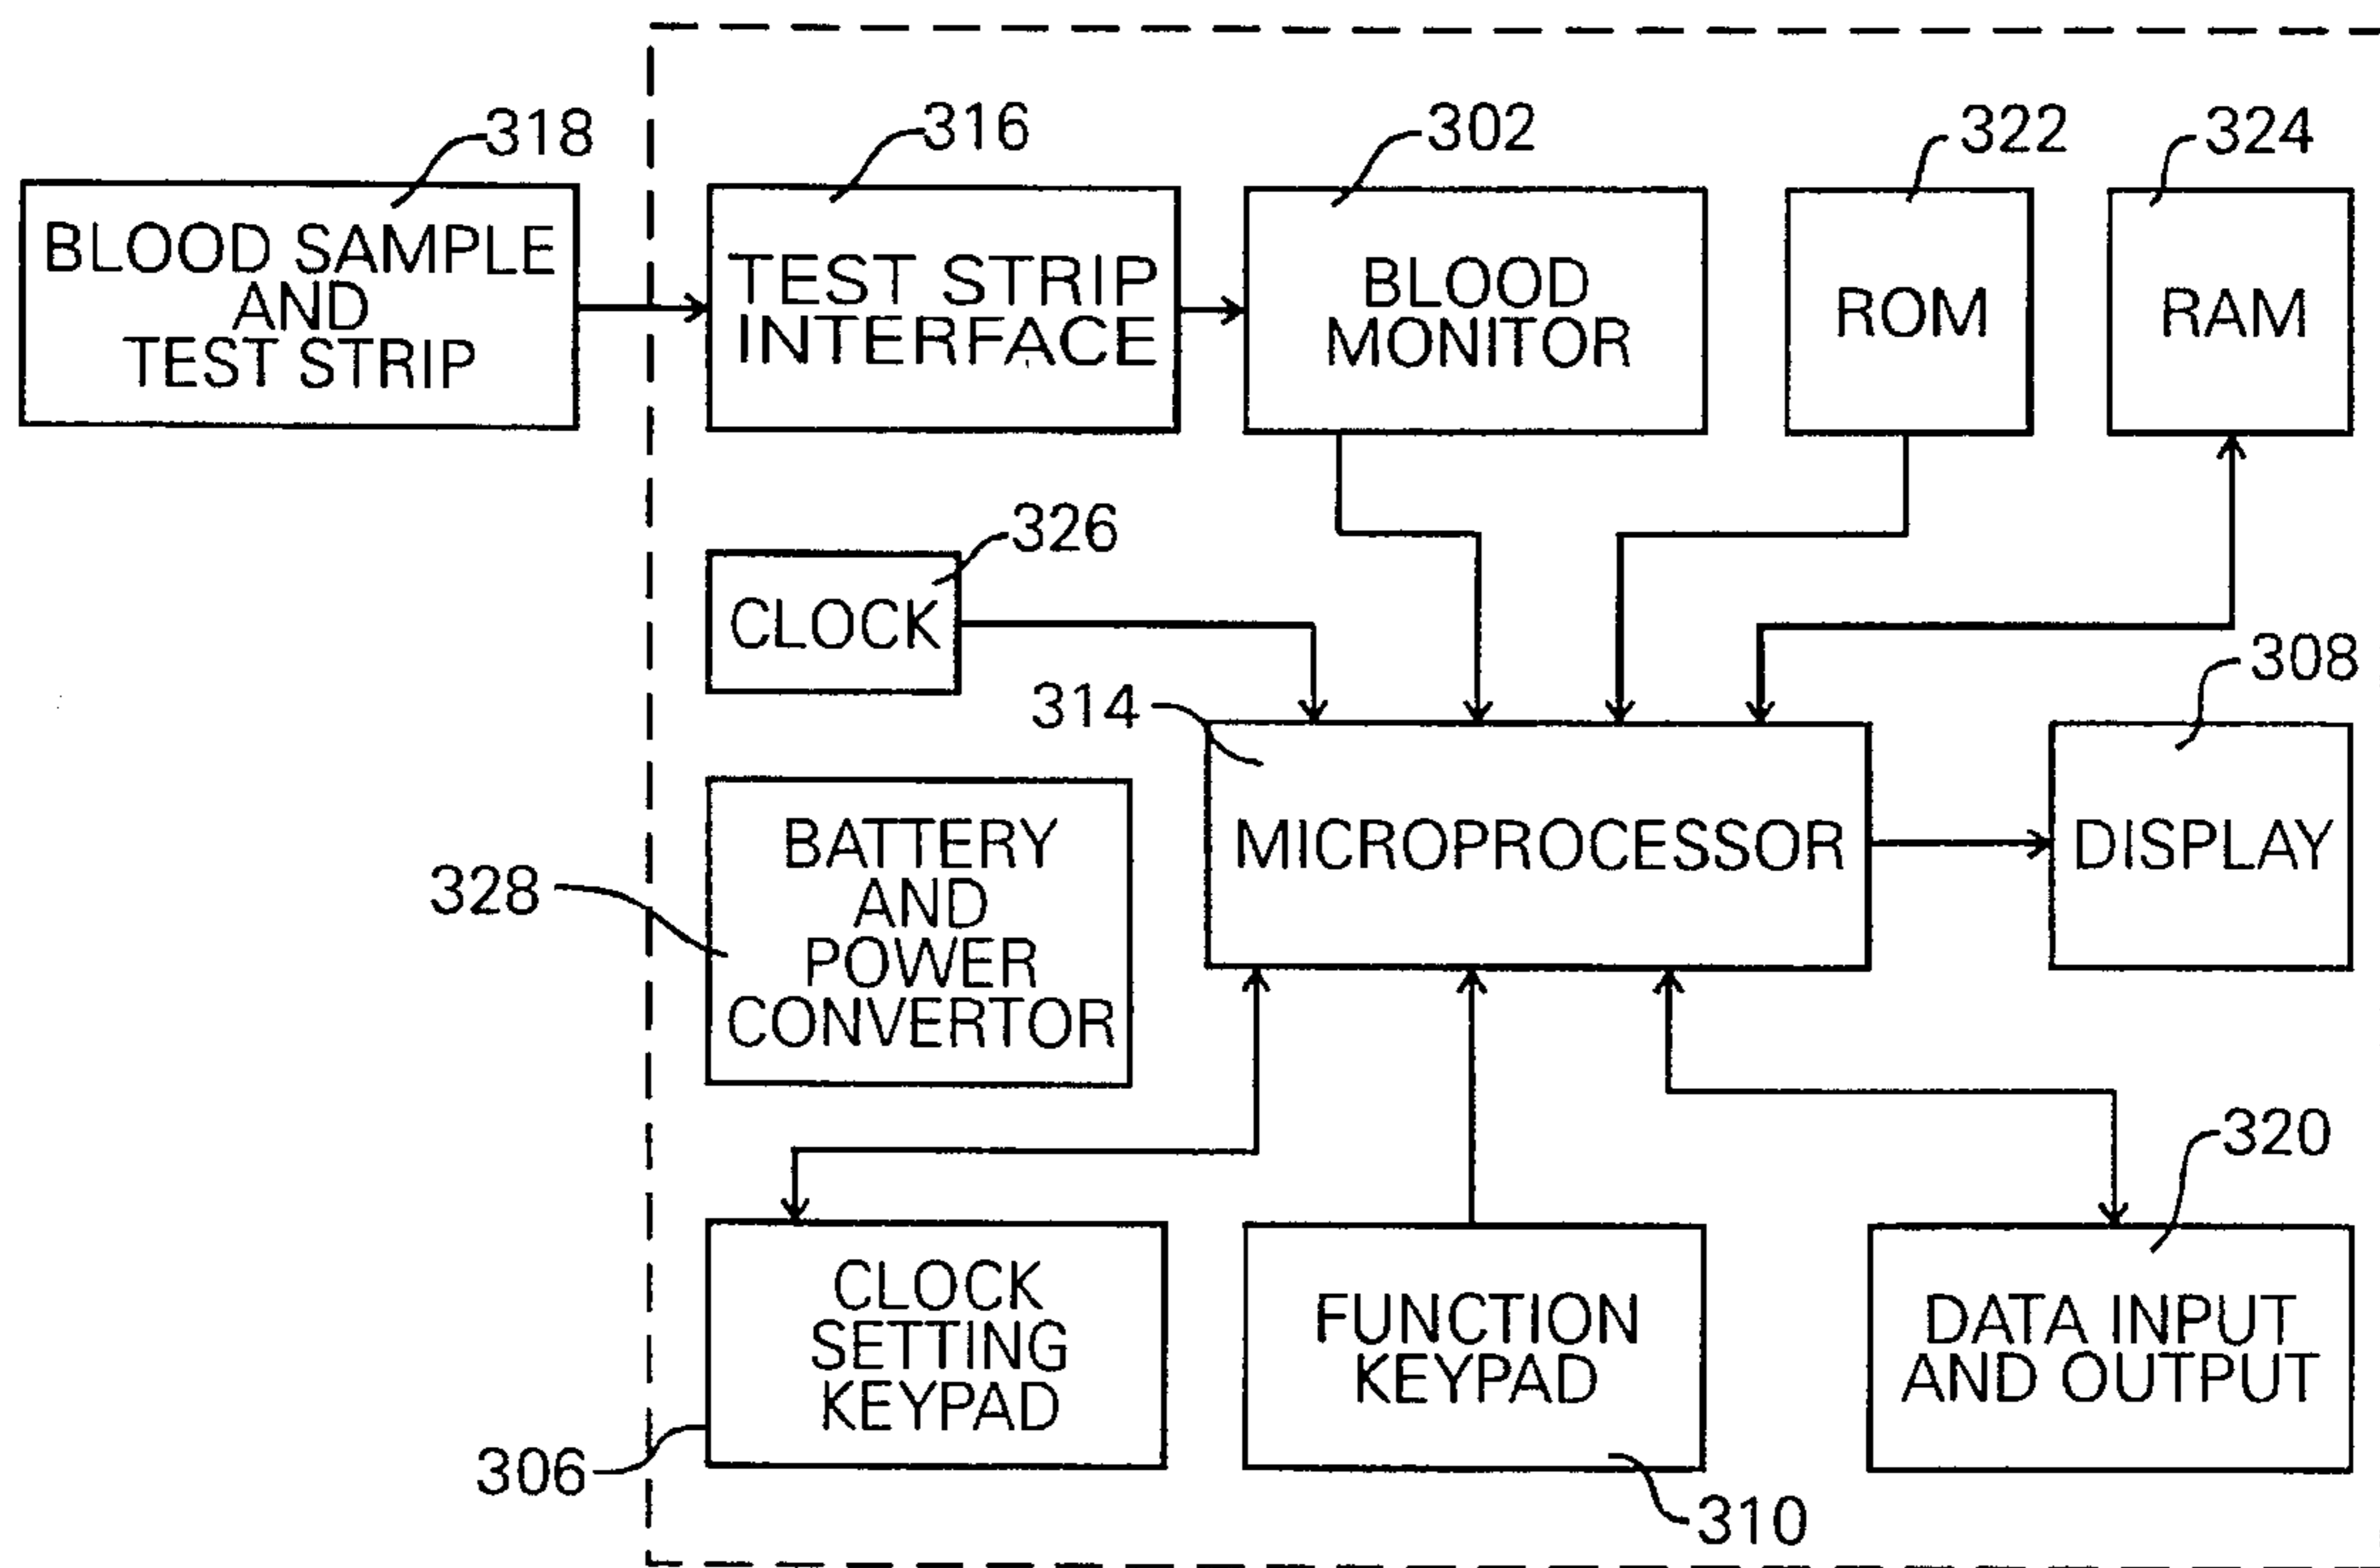 318
316
302
322
324
BLOOD SAMPLE
AND
TEST STRIP
TEST STRIP
INTERFACE
BLOOD
MONITOR
ROM
RAM
326
CLOCK
308
314
MICROPROCESSOR
DISPLAY
328
BATTERY
AND
POWER
CONVERTOR
320
CLOCK
SETTING
KEYPAD
FUNCTION
KEYPAD
DATA INPUT
AND OUTPUT
306
310